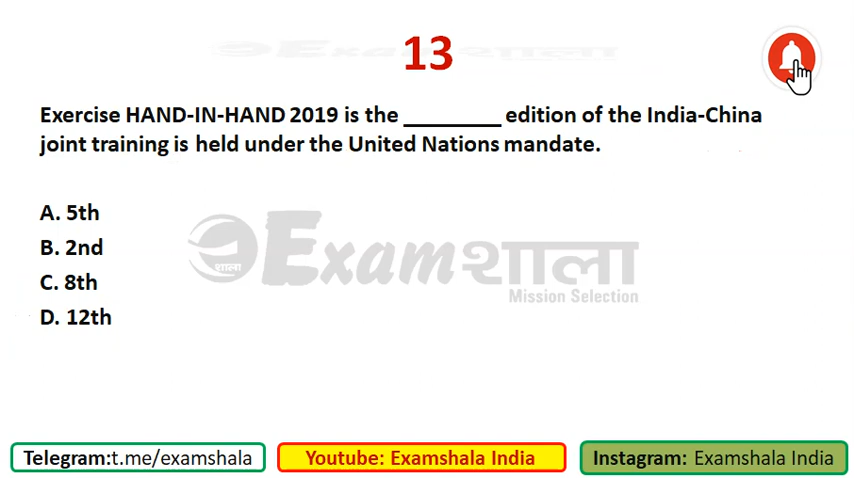 Examशाला
13
Exercise HAND-IN-HAND 2019 is the ________ edition of the India-China
joint training is held under the United Nations mandate.
A. 5th
B. 2nd
C. 8th
D. 12th
शाला
Examशाला
Mission Selection
Telegram:t.me/examshala
Youtube: Examshala India
Instagram: Examshala India